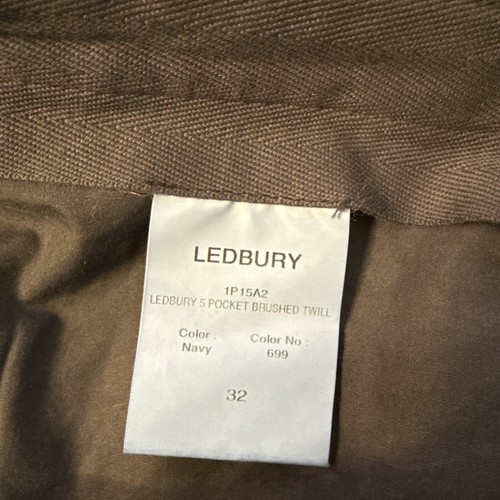 LEDBURY
1P15A2
LEDBURY 5 POCKET BRUSHED TWILL
Color : Color No :
Navy 699
32